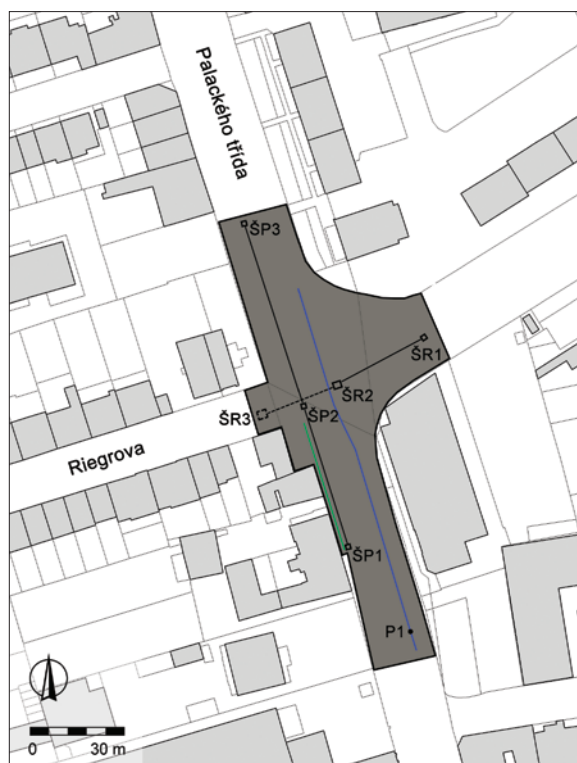 Palackého třída
ŠP3
ŠR1
ŠR2
ŠP2
ŠR3
Riegrova
ŠP1
P1
0 30 m